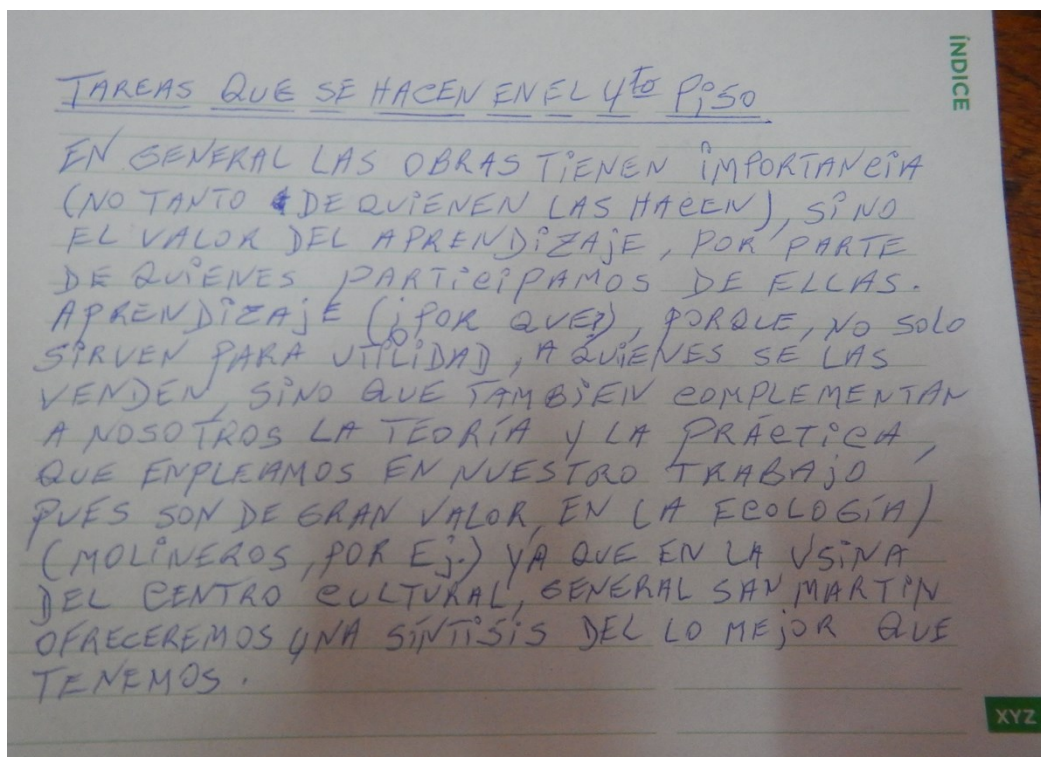 ÍNDICE
TAREAS QUE SE HACEN EN EL 4to PiSO
EN GENERAL LAS OBRAS TiENEN iMPORTANCiA
(NO TANTO DE QUiENEN LAS HACEN), SiNO
EL VALOR DEL APRENDiZAjE, POR PARTE
DE QUiENES PARTiCiPAMOS DE ELLAS.
APRENDiZAjE (¿POR QUE?), PORQUE, NO SOLO
SiRVEN PARA UTiLiDAD, A QUiENES SE LAS
VENDEN, SiNO QUE TAMBiEN COMPLEMENTAN
A NOSOTROS LA TEORÍA Y LA PRÁCTiCA,
QUE ENPLEAMOS EN NUESTRO TRABAjO
PUES SON DE GRAN VALOR, EN LA ECOLOGÍA)
(MOLiNEROS, POR Ej.) YA QUE EN LA USiNA
DEL CENTRO CULTURAL, GENERAL SAN MARTiN
OFRECEREMOS UNA SÍNTiSiS DEL LO MEjOR QUE
TENEMOS.
XYZ